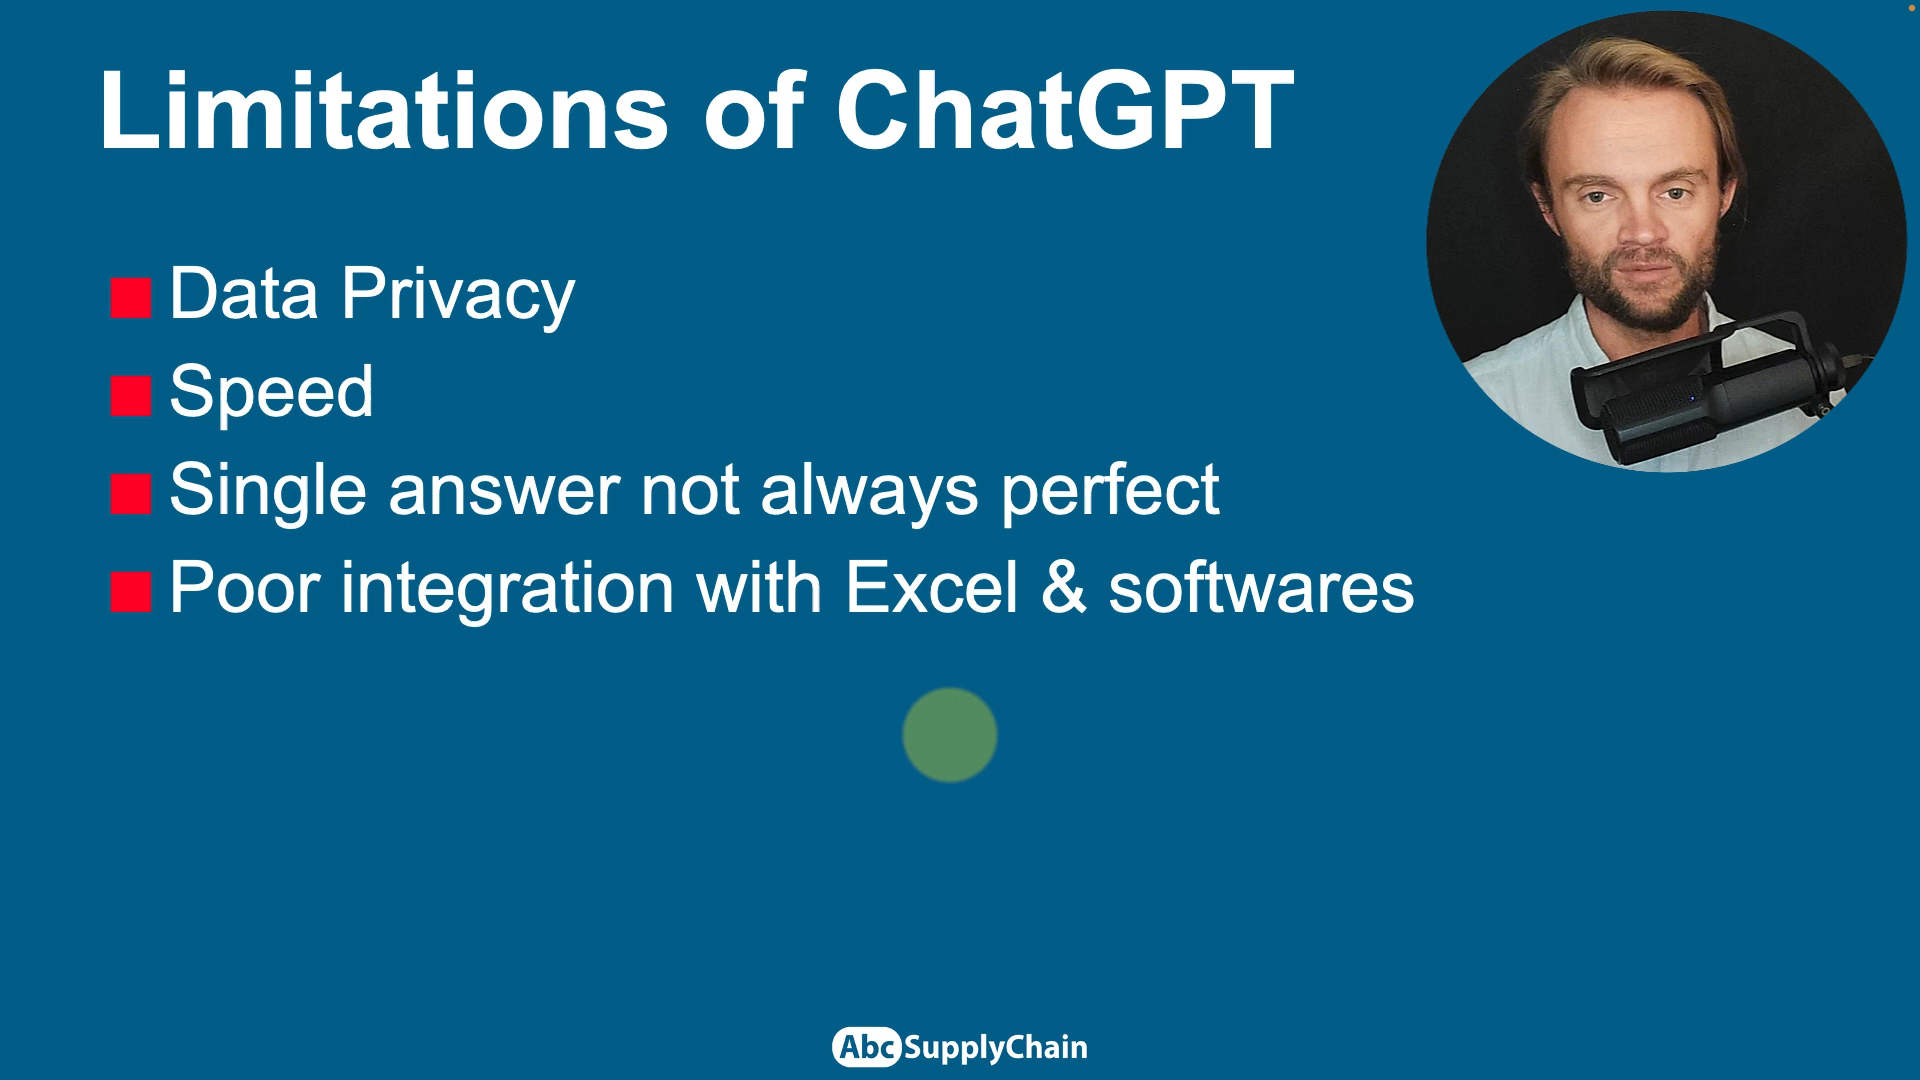 Limitations of ChatGPT
Data Privacy
Speed
Single answer not always perfect
Poor integration with Excel & softwares
AbcSupplyChain